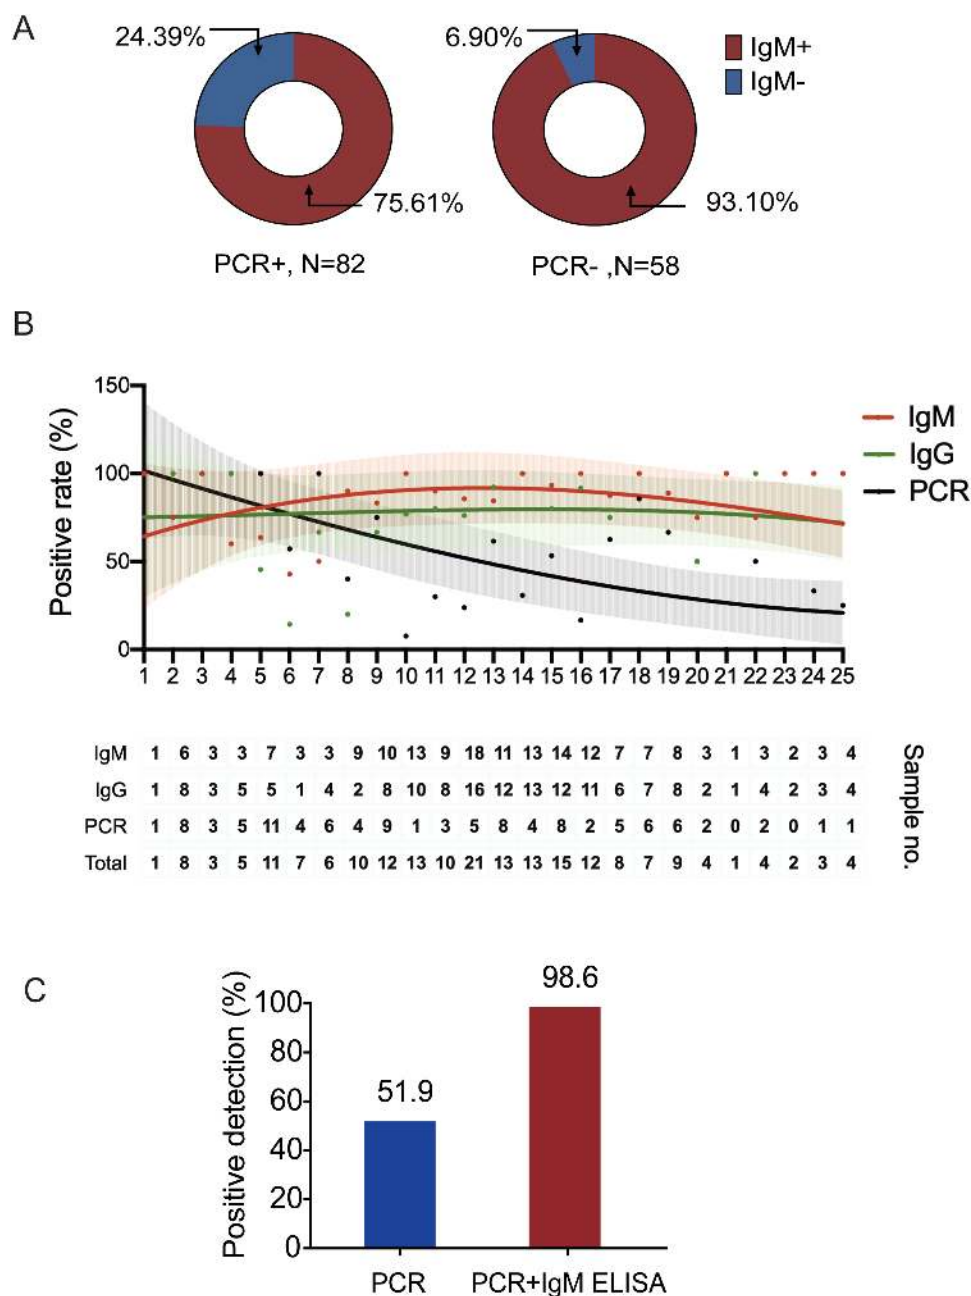 A
24.39%
6.90%
IgM+
IgM-
75.61%
93.10%
PCR+, N=82
PCR- ,N=58
B
Positive rate (%)
150
100
50
0
1 2 3 4 5 6 7 8 9 10 11 12 13 14 15 16 17 18 19 20 21 22 23 24 25
IgM
IgG
PCR
IgM 1 6 3 3 7 3 3 9 10 13 9 18 11 13 14 12 7 7 8 3 1 3 2 3 4
IgG 1 8 3 5 5 1 4 2 8 10 8 16 12 13 12 11 6 7 8 2 1 4 2 3 4
PCR 1 8 3 5 11 4 6 4 9 1 3 5 8 4 8 2 5 6 6 2 0 2 0 1 1
Total 1 8 3 5 11 7 6 10 12 13 10 21 13 13 15 12 8 7 9 4 1 4 2 3 4
Sample no.
C
Positive detection (%)
100
80
60
40
20
0
51.9
98.6
PCR
PCR+IgM ELISA